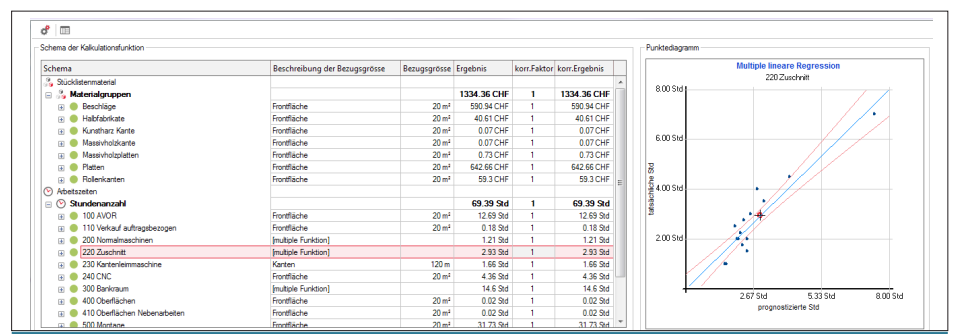 Schema der Kalkulationsfunktion
Schema Beschreibung der Bezugsgrösse Bezugsgrösse Ergebnis korr.Faktor korr.Ergebnis
Stücklistenmaterial
Materialgruppen 1334.36 CHF 1 1334.36 CHF
Beschläge Frontfläche 20 m² 590.94 CHF 1 590.94 CHF
Halbfabrikate Frontfläche 20 m² 40.61 CHF 1 40.61 CHF
Kunstharz Kante Frontfläche 20 m² 0.07 CHF 1 0.07 CHF
Massivholzkante Frontfläche 20 m² 0.07 CHF 1 0.07 CHF
Massivholzplatten Frontfläche 20 m² 0.73 CHF 1 0.73 CHF
Platten Frontfläche 20 m² 642.66 CHF 1 642.66 CHF
Rollenkanten Frontfläche 20 m² 59.3 CHF 1 59.3 CHF
Arbeitszeiten
Stundenanzahl 69.39 Std 1 69.39 Std
100 AVOR Frontfläche 20 m² 12.69 Std 1 12.69 Std
110 Verkauf auftragsbezogen Frontfläche 20 m² 0.18 Std 1 0.18 Std
200 Normalmaschinen [multiple Funktion] 1.21 Std 1 1.21 Std
220 Zuschnitt [multiple Funktion] 2.93 Std 1 2.93 Std
230 Kantenleimmaschine Kanten 120 m 1.66 Std 1 1.66 Std
240 CNC Frontfläche 20 m² 4.36 Std 1 4.36 Std
300 Bankraum [multiple Funktion] 14.6 Std 1 14.6 Std
400 Oberflächen Frontfläche 20 m² 0.02 Std 1 0.02 Std
410 Oberflächen Nebenarbeiten Frontfläche 20 m² 0.02 Std 1 0.02 Std
500 Montage Frontfläche 20 m² 31.73 Std 1 31.73 Std
Punktediagramm
Multiple lineare Regression
220 Zuschnitt
8.00 Std
6.00 Std
4.00 Std
2.00 Std
tatsächliche Std
2.67 Std 5.33 Std 8.00 Std
prognostizierte Std